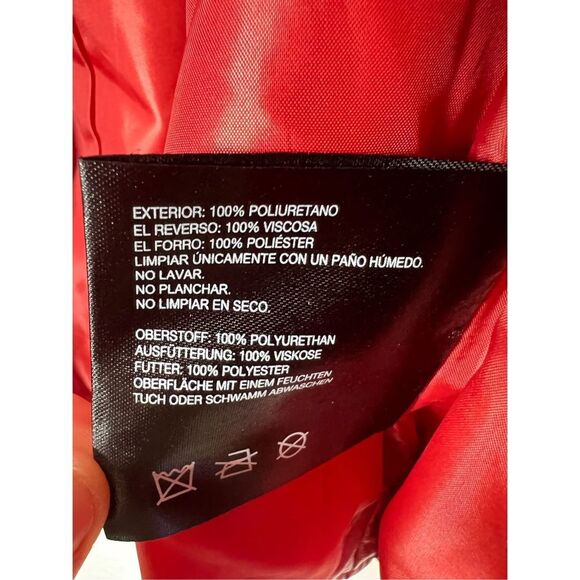 EXTERIOR: 100% POLIURETANO
EL REVERSO: 100% VISCOSA
EL FORRO: 100% POLIÉSTER
LIMPIAR ÚNICAMENTE CON UN PAÑO HÚMEDO.
NO LAVAR.
NO PLANCHAR.
NO LIMPIAR EN SECO.
OBERSTOFF: 100% POLYURETHAN
AUSFÜTTERUNG: 100% VISKOSE
FUTTER: 100% POLYESTER
OBERFLÄCHE MIT EINEM FEUCHTEN
TUCH ODER SCHWAMM ABWASCHEN